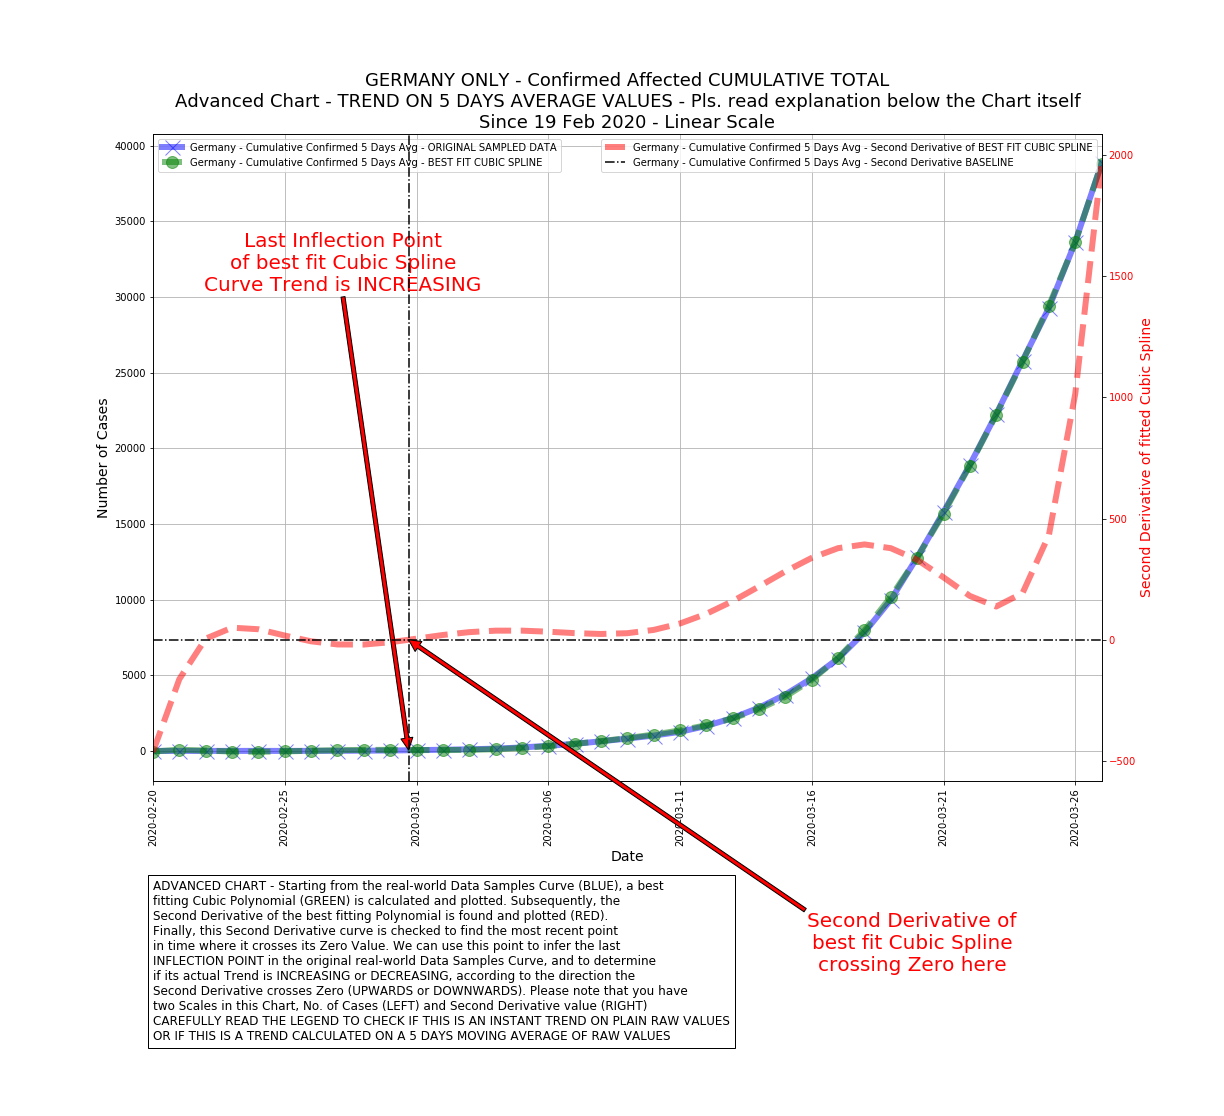 GERMANY ONLY - Confirmed Affected CUMULATIVE TOTAL
Advanced Chart - TREND ON 5 DAYS AVERAGE VALUES - Pls. read explanation below the Chart itself
Since 19 Feb 2020 - Linear Scale
Germany - Cumulative Confirmed 5 Days Avg - ORIGINAL SAMPLED DATA
Germany - Cumulative Confirmed 5 Days Avg - BEST FIT CUBIC SPLINE
Germany - Cumulative Confirmed 5 Days Avg - Second Derivative of BEST FIT CUBIC SPLINE
Germany - Cumulative Confirmed 5 Days Avg - Second Derivative BASELINE
Last Inflection Point
of best fit Cubic Spline
Curve Trend is INCREASING
Number of Cases
40000
35000
30000
25000
20000
15000
10000
5000
0
2000
1500
1000
500
0
−500
Second Derivative of fitted Cubic Spline
2020-02-20
2020-02-25
2020-03-01
2020-03-06
2020-03-11
2020-03-16
2020-03-21
2020-03-26
Date
Second Derivative of
best fit Cubic Spline
crossing Zero here
ADVANCED CHART - Starting from the real-world Data Samples Curve (BLUE), a best
fitting Cubic Polynomial (GREEN) is calculated and plotted. Subsequently, the
Second Derivative of the best fitting Polynomial is found and plotted (RED).
Finally, this Second Derivative curve is checked to find the most recent point
in time where it crosses its Zero Value. We can use this point to infer the last
INFLECTION POINT in the original real-world Data Samples Curve, and to determine
if its actual Trend is INCREASING or DECREASING, according to the direction the
Second Derivative crosses Zero (UPWARDS or DOWNWARDS). Please note that you have
two Scales in this Chart, No. of Cases (LEFT) and Second Derivative value (RIGHT)
CAREFULLY READ THE LEGEND TO CHECK IF THIS IS AN INSTANT TREND ON PLAIN RAW VALUES
OR IF THIS IS A TREND CALCULATED ON A 5 DAYS MOVING AVERAGE OF RAW VALUES